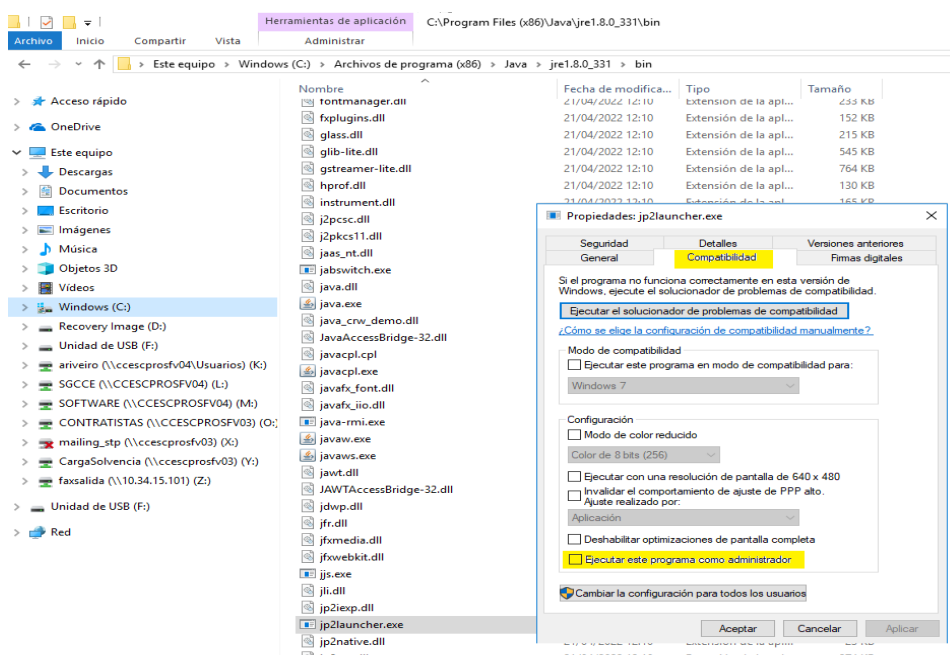 Herramientas de aplicación C:\Program Files (x86)\Java\jre1.8.0_331\bin
Archivo Inicio Compartir Vista Administrar
Este equipo > Windows (C:) > Archivos de programa (x86) > Java > jre1.8.0_331 > bin
Acceso rápido
OneDrive
Este equipo
Descargas
Documentos
Escritorio
Imágenes
Música
Objetos 3D
Vídeos
Windows (C:)
Recovery Image (D:)
Unidad de USB (F:)
ariveiro (\\ccescprosfv04\Usuarios) (K:)
SGCCE (\\CCESCPROSFV04) (L:)
SOFTWARE (\\CCESCPROSFV04) (M:)
CONTRATISTAS (\\CCESCPROSFV03) (O:)
mailing_stp (\\ccescprosfv03) (X:)
CargaSolvencia (\\ccescprosfv03) (Y:)
faxsalida (\\10.34.15.101) (Z:)
Unidad de USB (F:)
Red
Nombre Fecha de modifica... Tipo Tamaño
fontmanager.dll 21/04/2022 12:10 Extensión de la apl... 233 KB
fxplugins.dll 21/04/2022 12:10 Extensión de la apl... 152 KB
glass.dll 21/04/2022 12:10 Extensión de la apl... 215 KB
glib-lite.dll 21/04/2022 12:10 Extensión de la apl... 545 KB
gstreamer-lite.dll 21/04/2022 12:10 Extensión de la apl... 764 KB
hprof.dll 21/04/2022 12:10 Extensión de la apl... 130 KB
instrument.dll 21/04/2022 12:10 Extensión de la apl... 165 KB
j2pcsc.dll
j2pkcs11.dll
jaas_nt.dll
jabswitch.exe
java.dll
java.exe
java_crw_demo.dll
JavaAccessBridge-32.dll
javacpl.cpl
javacpl.exe
javafx_font.dll
javafx_iio.dll
java-rmi.exe
javaw.exe
javaws.exe
jawt.dll
JAWTAccessBridge-32.dll
jdwp.dll
jfr.dll
jfxmedia.dll
jfxwebkit.dll
jjs.exe
jli.dll
jp2iexp.dll
jp2launcher.exe
jp2native.dll
Propiedades: jp2launcher.exe
Seguridad Detalles Versiones anteriores
General Compatibilidad Firmas digitales
Si el programa no funciona correctamente en esta versión de
Windows, ejecute el solucionador de problemas de compatibilidad.
Ejecutar el solucionador de problemas de compatibilidad
¿Cómo se elige la configuración de compatibilidad manualmente?
Modo de compatibilidad
Ejecutar este programa en modo de compatibilidad para:
Windows 7
Configuración
Modo de color reducido
Color de 8 bits (256)
Ejecutar con una resolución de pantalla de 640 x 480
Invalidar el comportamiento de ajuste de PPP alto.
Ajuste realizado por:
Aplicación
Deshabilitar optimizaciones de pantalla completa
Ejecutar este programa como administrador
Cambiar la configuración para todos los usuarios
Aceptar Cancelar Aplicar